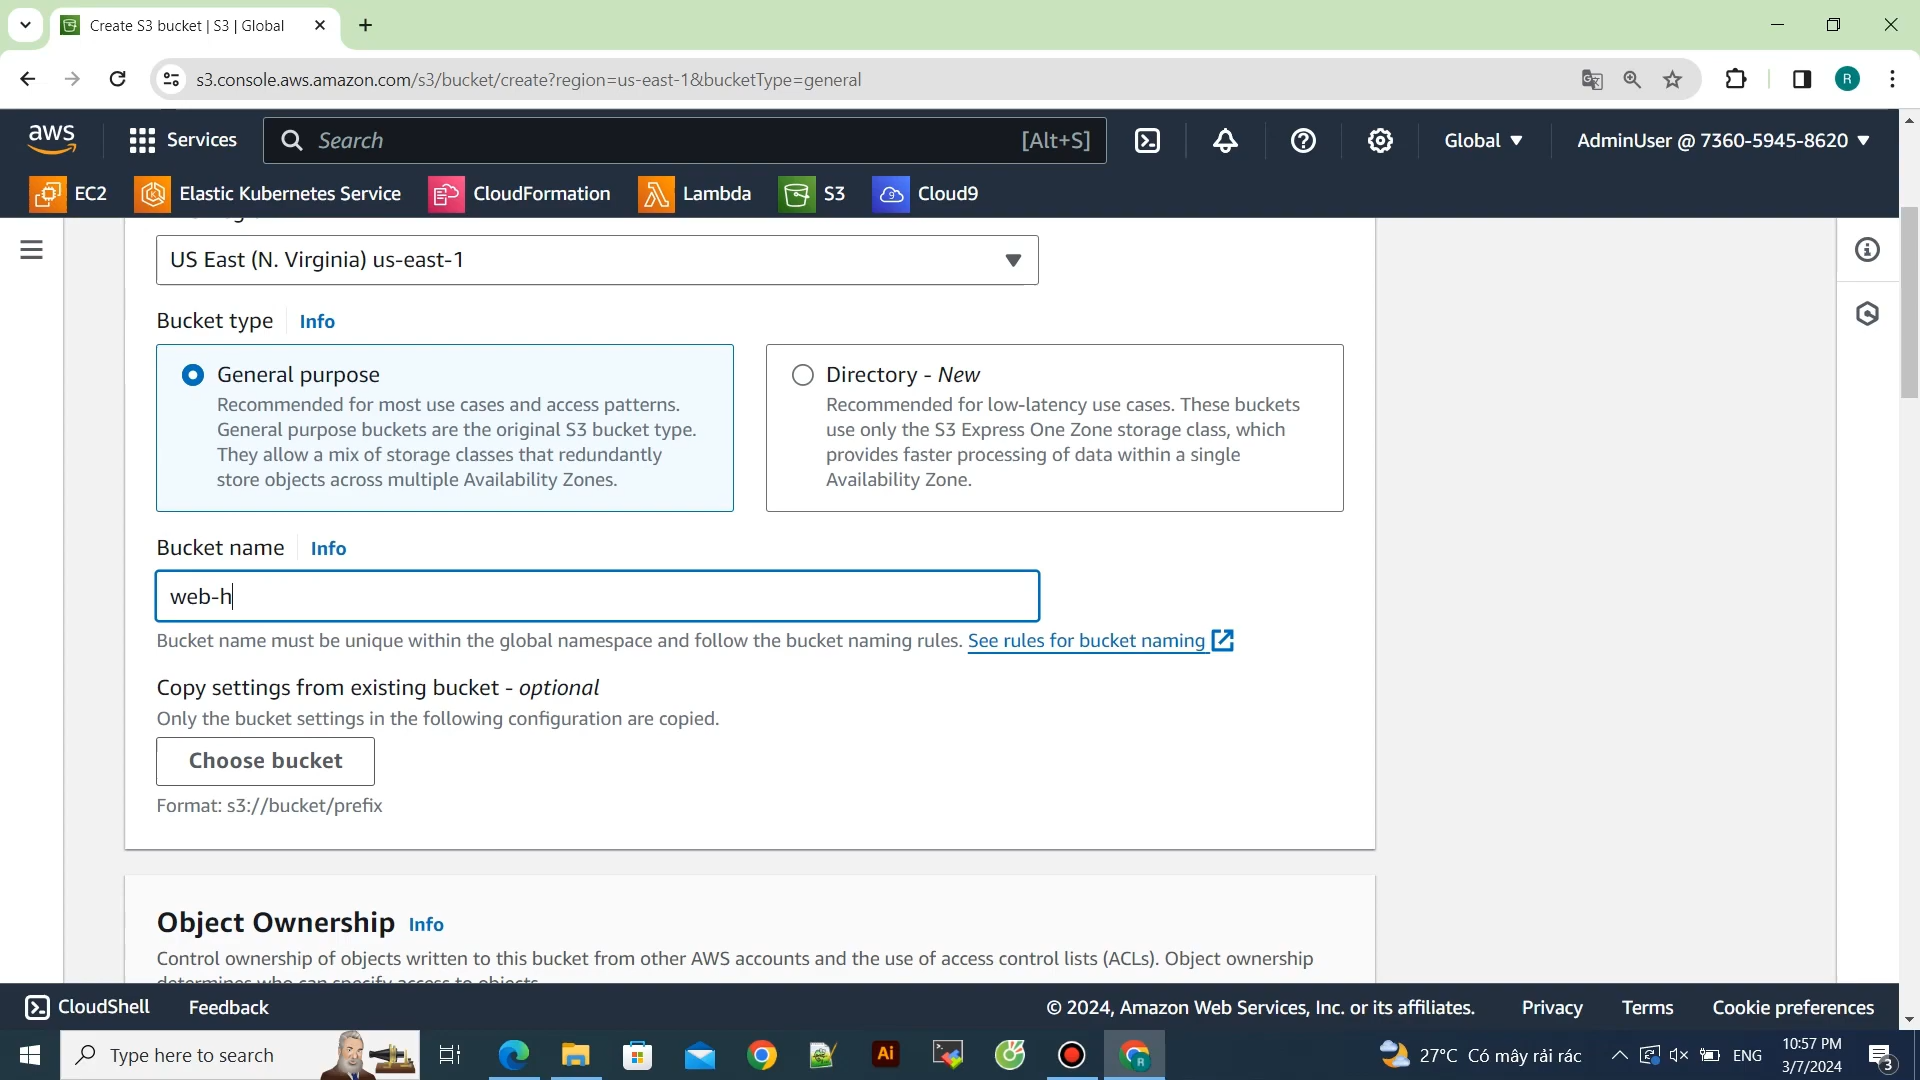 Create S3 bucket | S3 | Global
s3.console.aws.amazon.com/s3/bucket/create?region=us-east-1&bucketType=general
R
aws
Services
Search
[Alt+S]
Global
AdminUser @ 7360-5945-8620
EC2
Elastic Kubernetes Service
CloudFormation
Lambda
S3
Cloud9
US East (N. Virginia) us-east-1
Bucket type
Info
General purpose
Recommended for most use cases and access patterns.
General purpose buckets are the original S3 bucket type.
They allow a mix of storage classes that redundantly
store objects across multiple Availability Zones.
Directory - New
Recommended for low-latency use cases. These buckets
use only the S3 Express One Zone storage class, which
provides faster processing of data within a single
Availability Zone.
Bucket name
Info
web-h
Bucket name must be unique within the global namespace and follow the bucket naming rules. See rules for bucket naming
Copy settings from existing bucket - optional
Only the bucket settings in the following configuration are copied.
Choose bucket
Format: s3://bucket/prefix
Object Ownership
Info
Control ownership of objects written to this bucket from other AWS accounts and the use of access control lists (ACLs). Object ownership
determines who can specify access to objects.
CloudShell
Feedback
© 2024, Amazon Web Services, Inc. or its affiliates.
Privacy
Terms
Cookie preferences
Type here to search
Ai
R
27°C Có mây rải rác
ENG
10:57 PM
3/7/2024
3